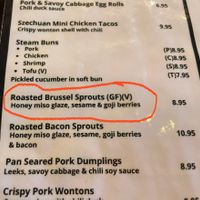 Pork & Savoy Cabbage Egg Rolls
Chili duck sauce
Szechuan Mini Chicken Tacos 9.95
Crispy wonton shell with chili
Steam Buns
• Pork (P)8.95
• Chicken (C)8.95
• Shrimp (S)8.95
• Tofu (V) (T)7.95
Pickled cucumber in soft bun
Roasted Brussel Sprouts (GF)(V) 8.95
Honey miso glaze, sesame & goji berries
Roasted Bacon Sprouts 10.95
Honey miso glaze, sesame & goji berries
& bacon
Pan Seared Pork Dumplings
Leeks, savoy cabbage & chili soy sauce 8.95
Crispy Pork Wontons